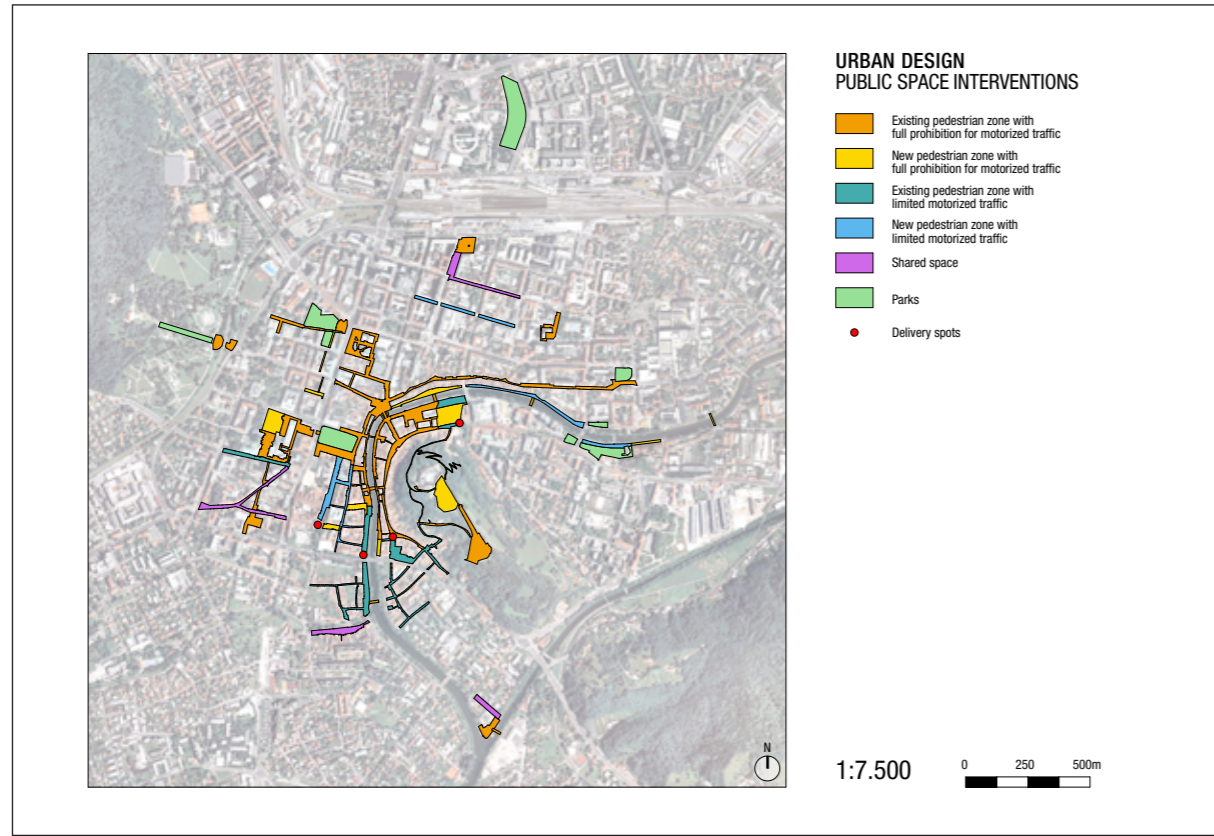 URBAN DESIGN
PUBLIC SPACE INTERVENTIONS
Existing pedestrian zone with
full prohibition for motorized traffic
New pedestrian zone with
full prohibition for motorized traffic
Existing pedestrian zone with
limited motorized traffic
New pedestrian zone with
limited motorized traffic
Shared space
Parks
Delivery spots
N
1:7.500
0 250 500m